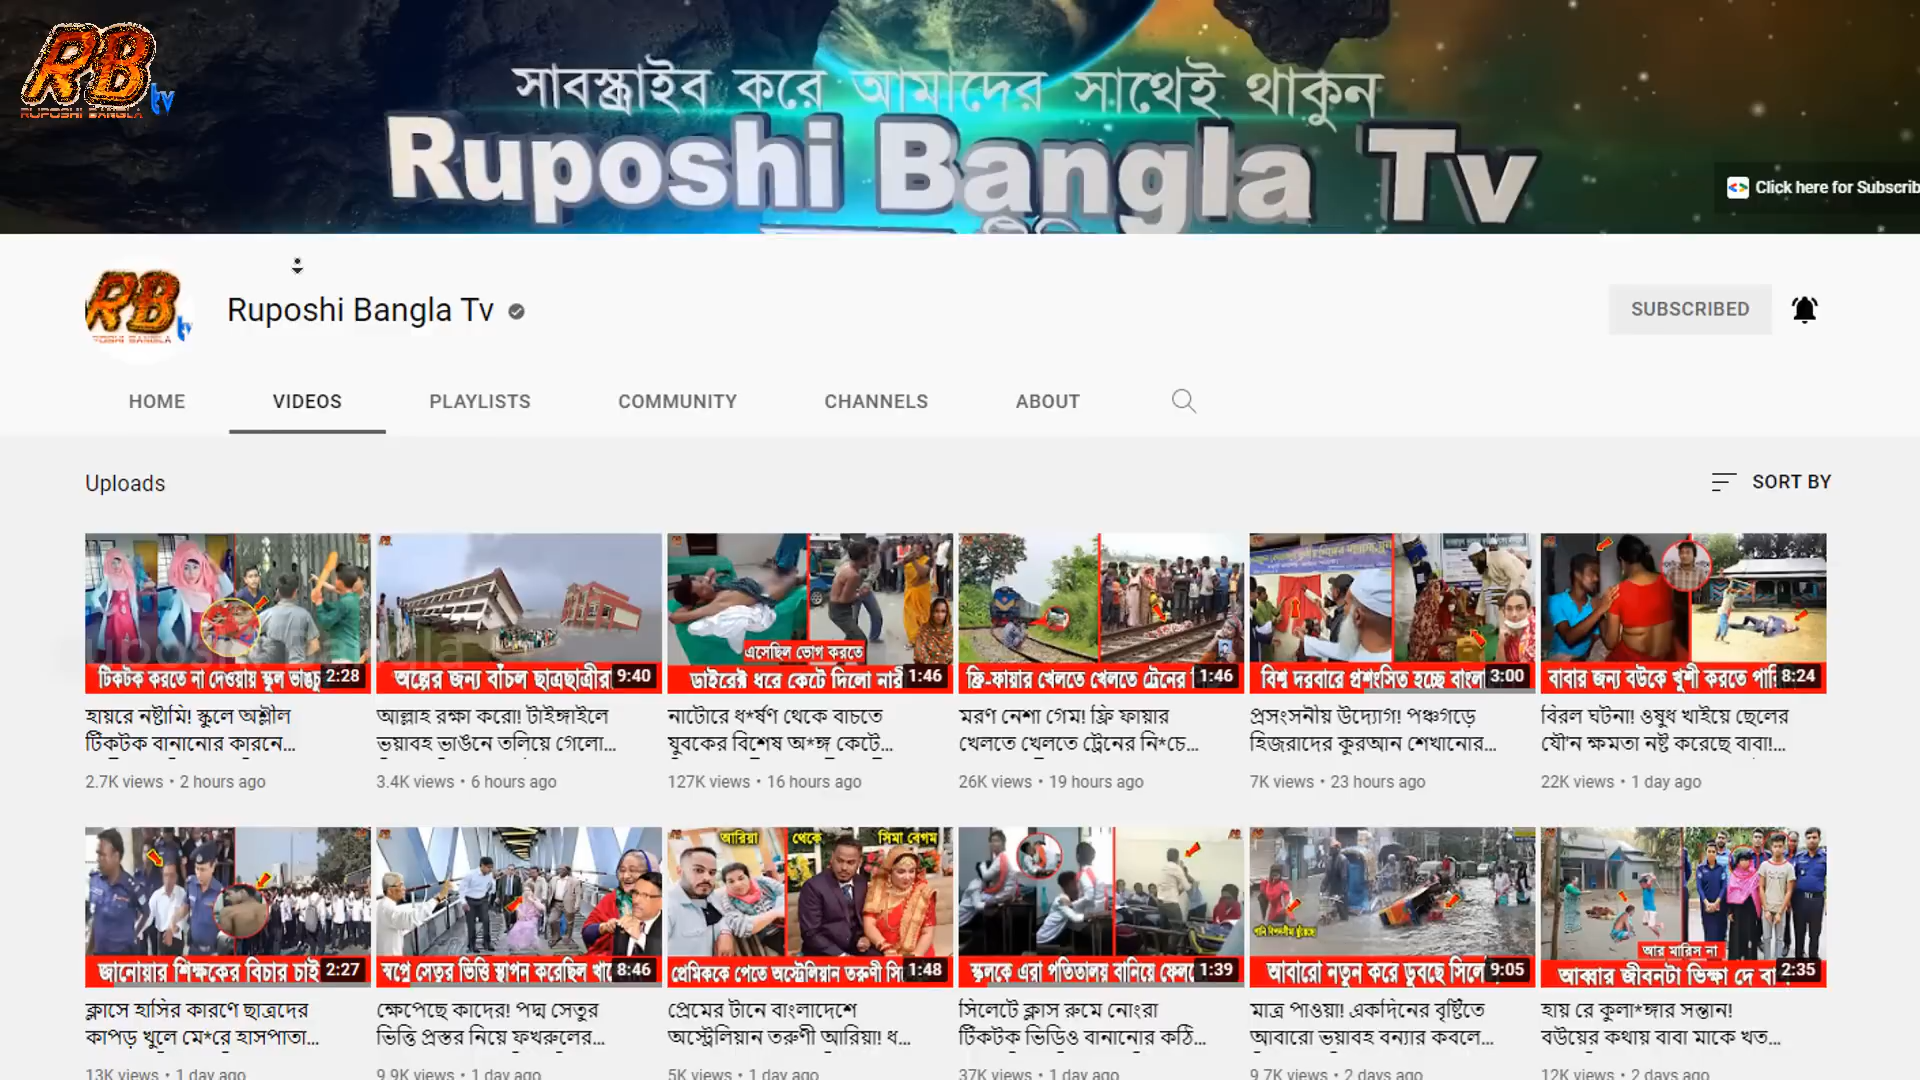 RB tv
RUPOSHI BANGLA
সাবস্ক্রাইব করে আমাদের সাথেই থাকুন
Ruposhi Bangla Tv
Click here for Subscrib
RB tv
Ruposhi Bangla Tv
SUBSCRIBED
HOME VIDEOS PLAYLISTS COMMUNITY CHANNELS ABOUT
Uploads
SORT BY
টিকটক করতে না দেওয়ায় স্কুল ভাঙচু 2:28
হায়রে নষ্টামি! স্কুলে অশ্লীল
টিকটক বানানোর কারনে...
2.7K views • 2 hours ago
অল্পের জন্য বাঁচল ছাত্রছাত্রীরা 9:40
আল্লাহ রক্ষা করো! টাইঙ্গাইলে
ভয়াবহ ভাঙনে তলিয়ে গেলো...
3.4K views • 6 hours ago
এসেছিল ভোগ করতে
ডাইরেক্ট ধরে কেটে দিলো নারী 1:46
নাটোরে ধ*র্ষণ থেকে বাচতে
যুবকের বিশেষ অ*ঙ্গ কেটে...
127K views • 16 hours ago
ফ্রি-ফায়ার খেলতে খেলতে ট্রেনের 1:46
মরণ নেশা গেম! ফ্রি ফায়ার
খেলতে খেলতে ট্রেনের নি*চে...
26K views • 19 hours ago
বিশ্ব দরবারে প্রশংসিত হচ্ছে বাংলা 3:00
প্রসংসনীয় উদ্যোগ! পঞ্চগড়ে
হিজরাদের কুরআন শেখানোর...
7K views • 23 hours ago
বাবার জন্য বউকে খুশী করতে পারি 8:24
বিরল ঘটনা! ওষুধ খাইয়ে ছেলের
যৌ'ন ক্ষমতা নষ্ট করেছে বাবা!...
22K views • 1 day ago
জানোয়ার শিক্ষকের বিচার চাই 2:27
ক্লাসে হাসির কারণে ছাত্রদের
কাপড় খুলে মে*রে হাসপাতা...
13K views • 1 day ago
স্বপ্নে সেতুর ভিত্তি স্থাপন করেছিল খা 8:46
ক্ষেপেছে কাদের! পদ্ম সেতুর
ভিত্তি প্রস্তর নিয়ে ফখরুলের...
9.9K views • 1 day ago
আরিয়া থেকে সিমা বেগম
প্রেমিককে পেতে অস্ট্রেলিয়ান তরুণী সি 1:48
প্রেমের টানে বাংলাদেশে
অস্ট্রেলিয়ান তরুণী আরিয়া! ধ...
5K views • 1 day ago
স্কুলকে এরা পতিতালয় বানিয়ে ফেল 1:39
সিলেটে ক্লাস রুমে নোংরা
টিকটক ভিডিও বানানোর কঠি...
37K views • 1 day ago
আবারো নতুন করে ডুবছে সিলে 9:05
মাত্র পাওয়া! একদিনের বৃষ্টিতে
আবারো ভয়াবহ বন্যার কবলে...
9.7K views • 2 days ago
আর মারিস না
আব্বার জীবনটা ভিক্ষা দে বা 2:35
হায় রে কুলা*ঙ্গার সন্তান!
বউয়ের কথায় বাবা মাকে খত...
12K views • 2 days ago